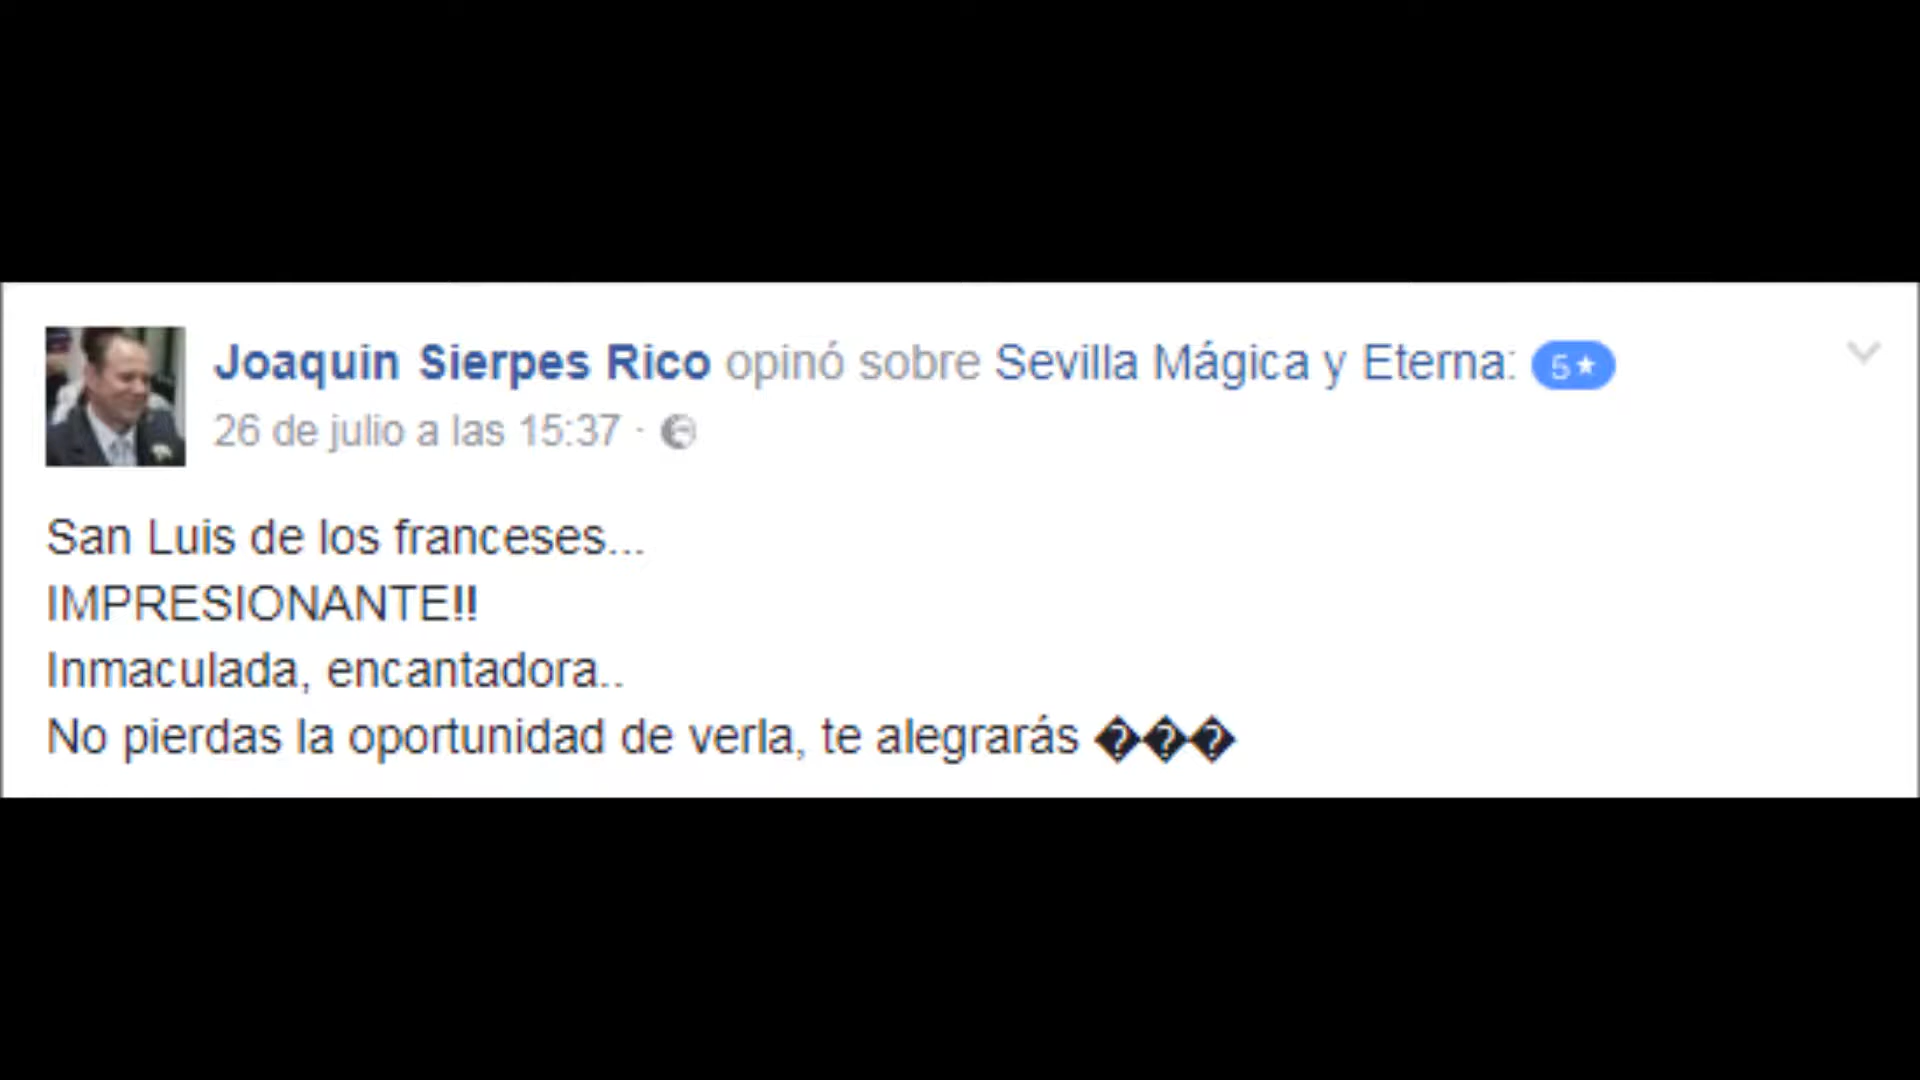 Joaquin Sierpes Rico opinó sobre Sevilla Mágica y Eterna: 5★
26 de julio a las 15:37 ·
San Luis de los franceses...
IMPRESIONANTE!!
Inmaculada, encantadora..
No pierdas la oportunidad de verla, te alegrarás ���